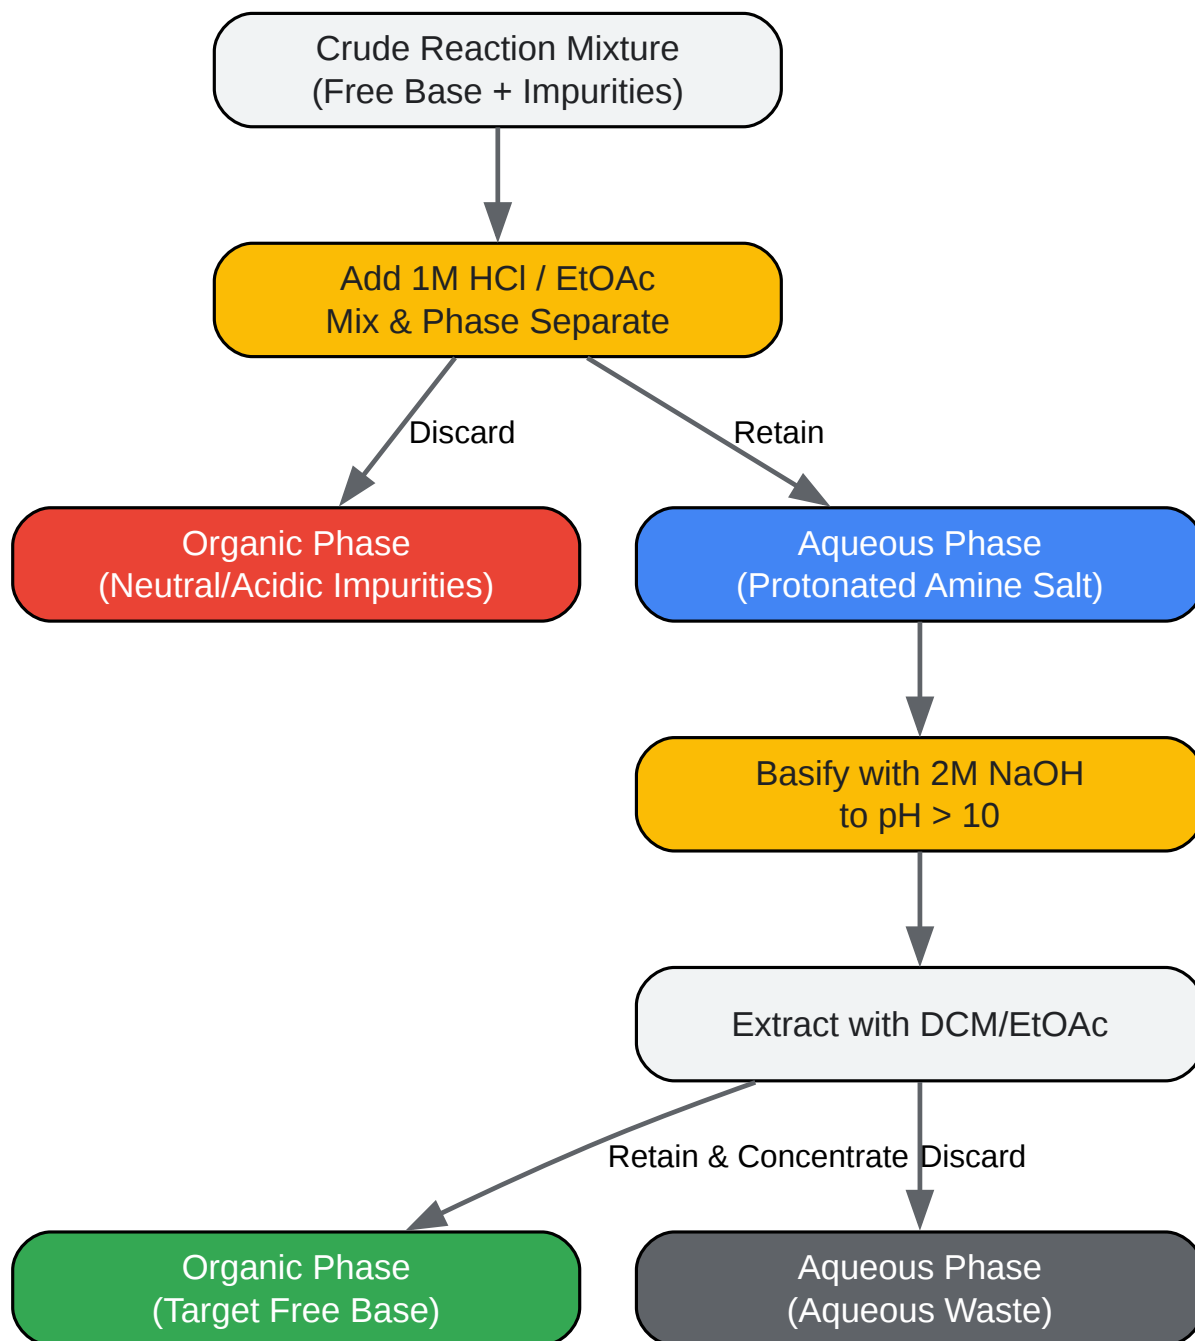 Crude Reaction Mixture
(Free Base + Impurities)
Add 1M HCl / EtOAc
Mix & Phase Separate
Discard
Retain
Organic Phase
(Neutral/Acidic Impurities)
Aqueous Phase
(Protonated Amine Salt)
Basify with 2M NaOH
to pH > 10
Extract with DCM/EtOAc
Retain & Concentrate
Discard
Organic Phase
(Target Free Base)
Aqueous Phase
(Aqueous Waste)